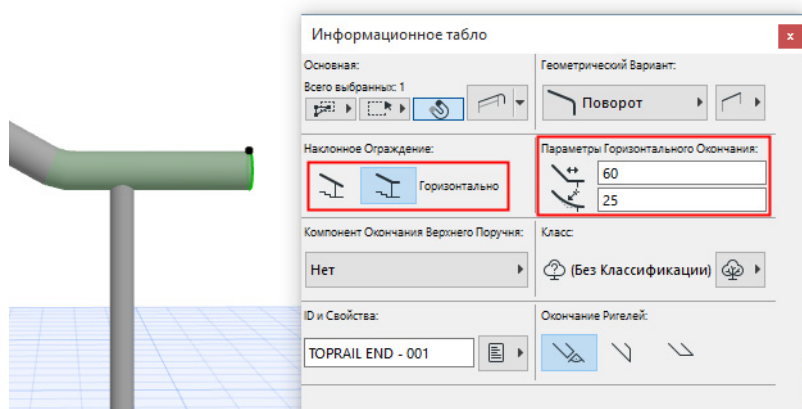 Информационное табло
x
Основная:
Всего выбранных: 1
Геометрический Вариант:
Поворот
Наклонное Ограждение:
Горизонтально
Параметры Горизонтального Окончания:
60
25
Компонент Окончания Верхнего Поручня:
Нет
Класс:
(Без Классификации)
ID и Свойства:
TOPRAIL END - 001
Окончание Ригелей: